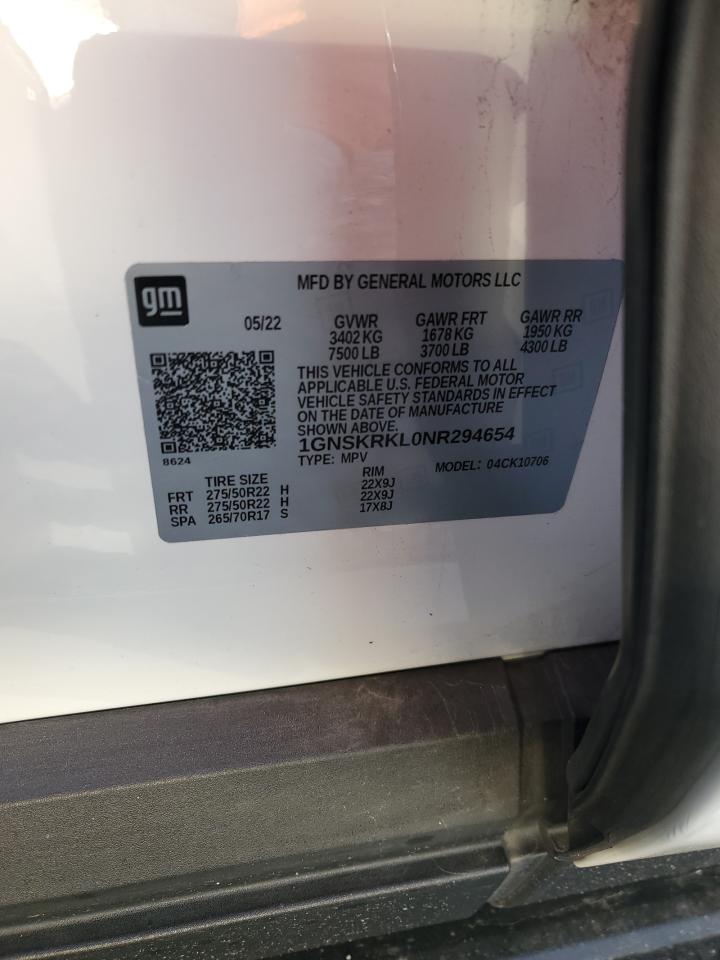 gm
MFD BY GENERAL MOTORS LLC
05/22 GVWR GAWR FRT GAWR RR
3402 KG 1678 KG 1950 KG
7500 LB 3700 LB 4300 LB
THIS VEHICLE CONFORMS TO ALL
APPLICABLE U.S. FEDERAL MOTOR
VEHICLE SAFETY STANDARDS IN EFFECT
ON THE DATE OF MANUFACTURE
SHOWN ABOVE.
1GNSKRKL0NR294654
8624
TYPE: MPV MODEL: 04CK10706
TIRE SIZE RIM
FRT 275/50R22 H 22X9J
RR 275/50R22 H 22X9J
SPA 265/70R17 S 17X8J